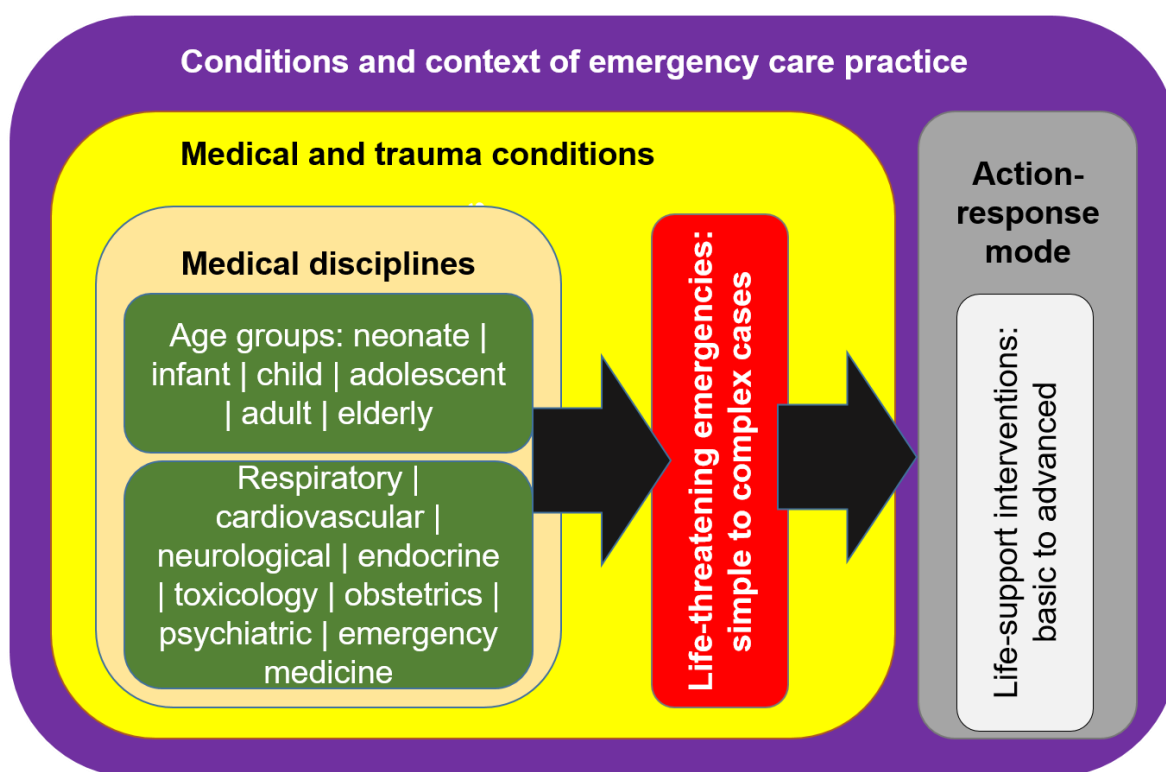 Conditions and context of emergency care practice
Medical and trauma conditions
Medical disciplines
Age groups: neonate |
infant | child | adolescent
| adult | elderly
Respiratory |
cardiovascular |
neurological | endocrine
| toxicology | obstetrics |
psychiatric | emergency
medicine
Life-threatening emergencies:
simple to complex cases
Action-
response
mode
Life-support interventions:
basic to advanced